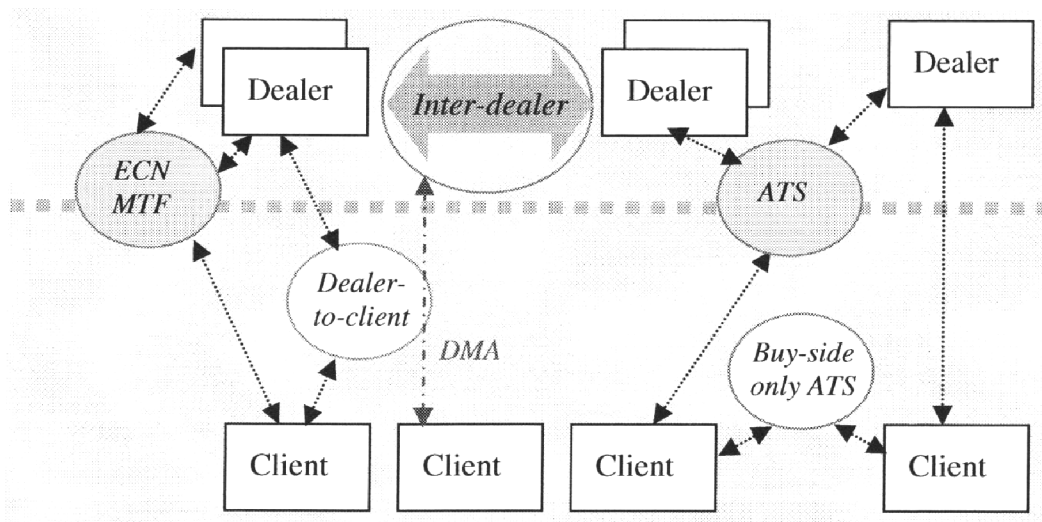 Dealer
Inter-dealer
Dealer
Dealer
ECN
MTF
ATS
Dealer-
to-client
DMA
Buy-side
only ATS
Client
Client
Client
Client